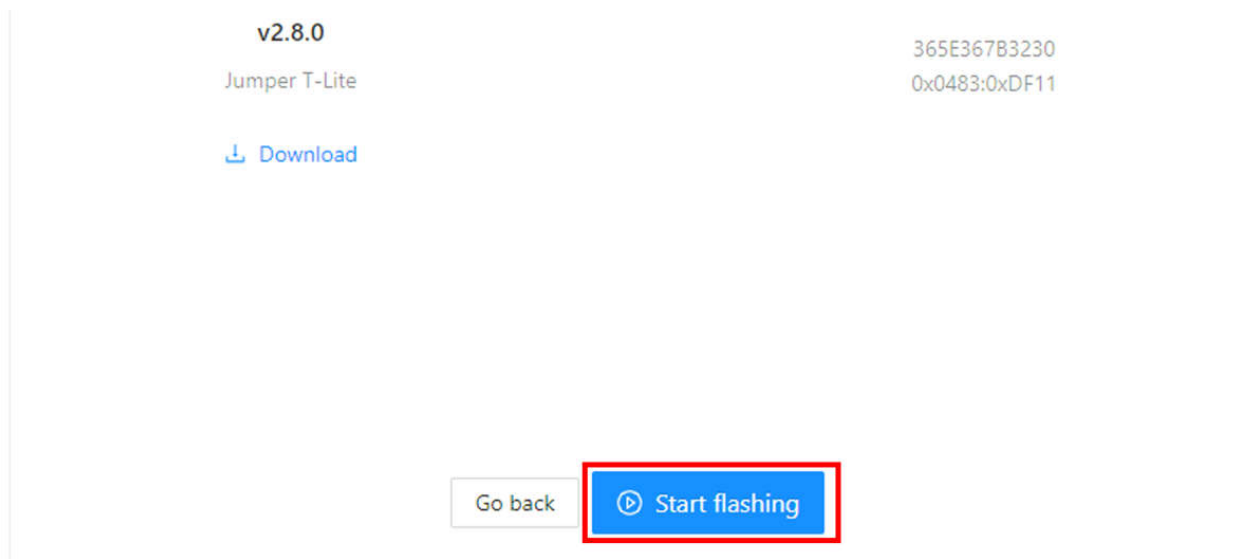 v2.8.0
Jumper T-Lite
Download
365E367B3230
0x0483:0xDF11
Go back
Start flashing